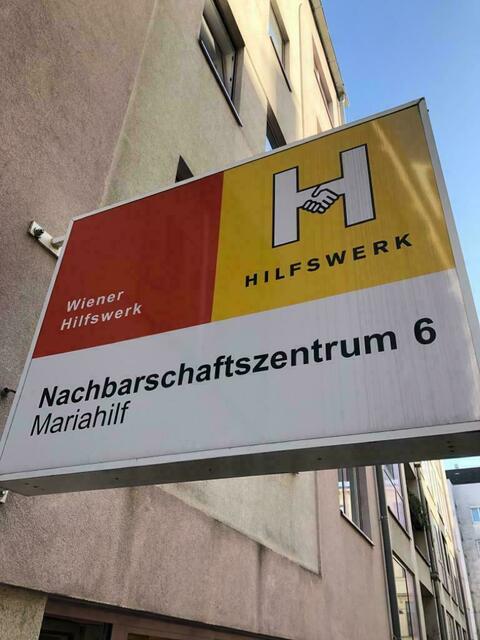 H
HILFSWERK
Wiener
Hilfswerk
Nachbarschaftszentrum 6
Mariahilf